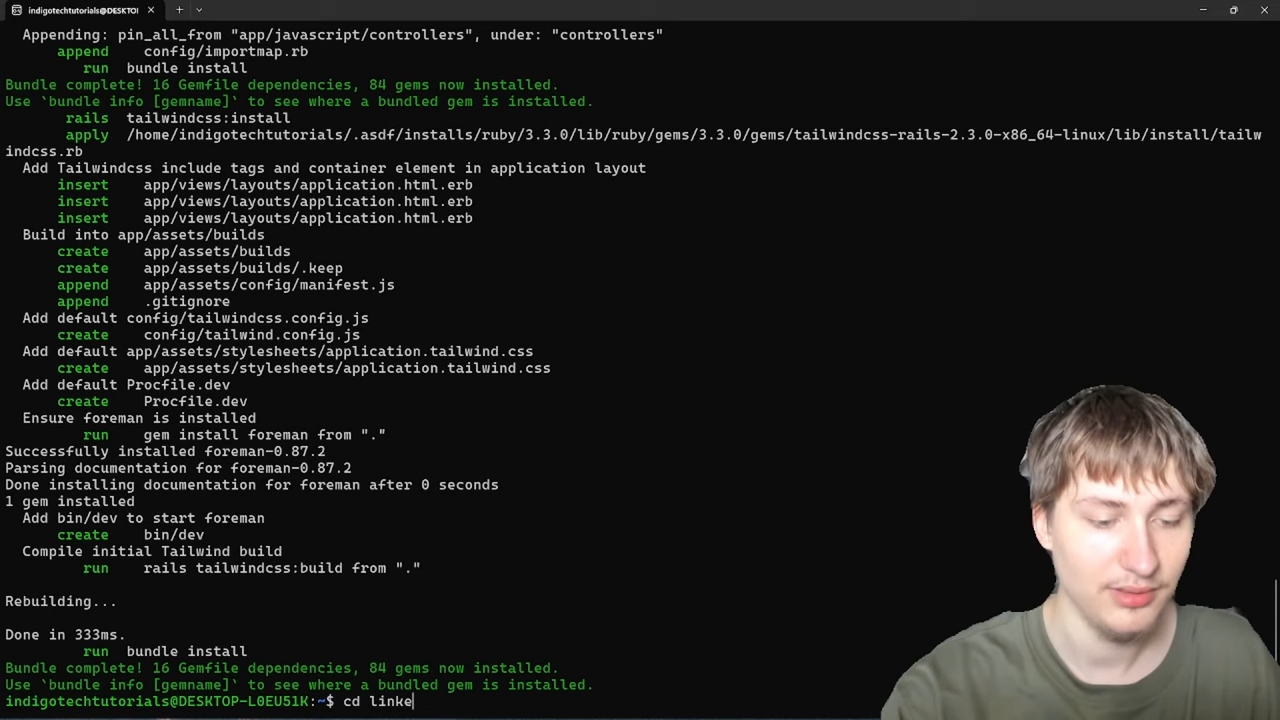 indigotechtutorials@DESKTO
Appending: pin_all_from "app/javascript/controllers", under: "controllers"
append config/importmap.rb
run bundle install
Bundle complete! 16 Gemfile dependencies, 84 gems now installed.
Use `bundle info [gemname]` to see where a bundled gem is installed.
rails tailwindcss:install
apply /home/indigotechtutorials/.asdf/installs/ruby/3.3.0/lib/ruby/gems/3.3.0/gems/tailwindcss-rails-2.3.0-x86_64-linux/lib/install/tailw
indcss.rb
Add Tailwindcss include tags and container element in application layout
insert app/views/layouts/application.html.erb
insert app/views/layouts/application.html.erb
insert app/views/layouts/application.html.erb
Build into app/assets/builds
create app/assets/builds
create app/assets/builds/.keep
append app/assets/config/manifest.js
append .gitignore
Add default config/tailwindcss.config.js
create config/tailwind.config.js
Add default app/assets/stylesheets/application.tailwind.css
create app/assets/stylesheets/application.tailwind.css
Add default Procfile.dev
create Procfile.dev
Ensure foreman is installed
run gem install foreman from "."
Successfully installed foreman-0.87.2
Parsing documentation for foreman-0.87.2
Done installing documentation for foreman after 0 seconds
1 gem installed
Add bin/dev to start foreman
create bin/dev
Compile initial Tailwind build
run rails tailwindcss:build from "."
Rebuilding...
Done in 333ms.
run bundle install
Bundle complete! 16 Gemfile dependencies, 84 gems now installed.
Use `bundle info [gemname]` to see where a bundled gem is installed.
indigotechtutorials@DESKTOP-L0EU51K:~$ cd linke